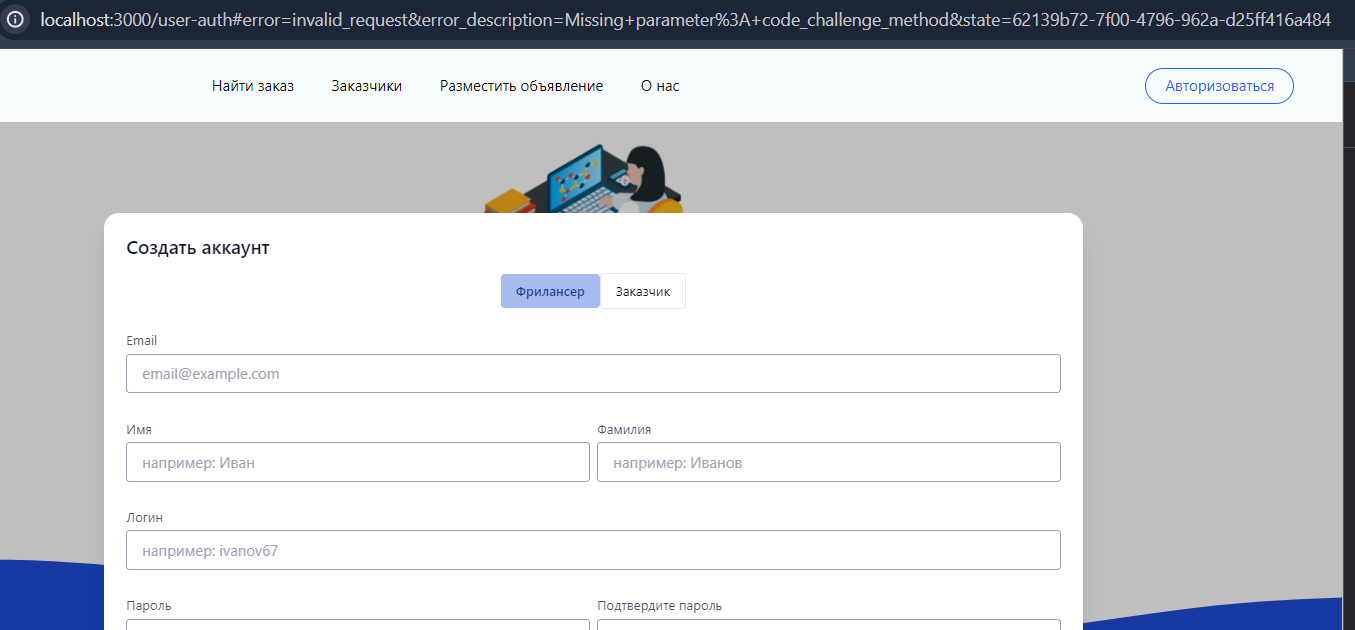 localhost:3000/user-auth#error=invalid_request&error_description=Missing+parameter%3A+code_challenge_method&state=62139b72-7f00-4796-962a-d25ff416a484
Найти заказ Заказчики Разместить объявление О нас Авторизоваться
Создать аккаунт
Фрилансер Заказчик
Email
email@example.com
Имя Фамилия
например: Иван например: Иванов
Логин
например: ivanov67
Пароль Подтвердите пароль